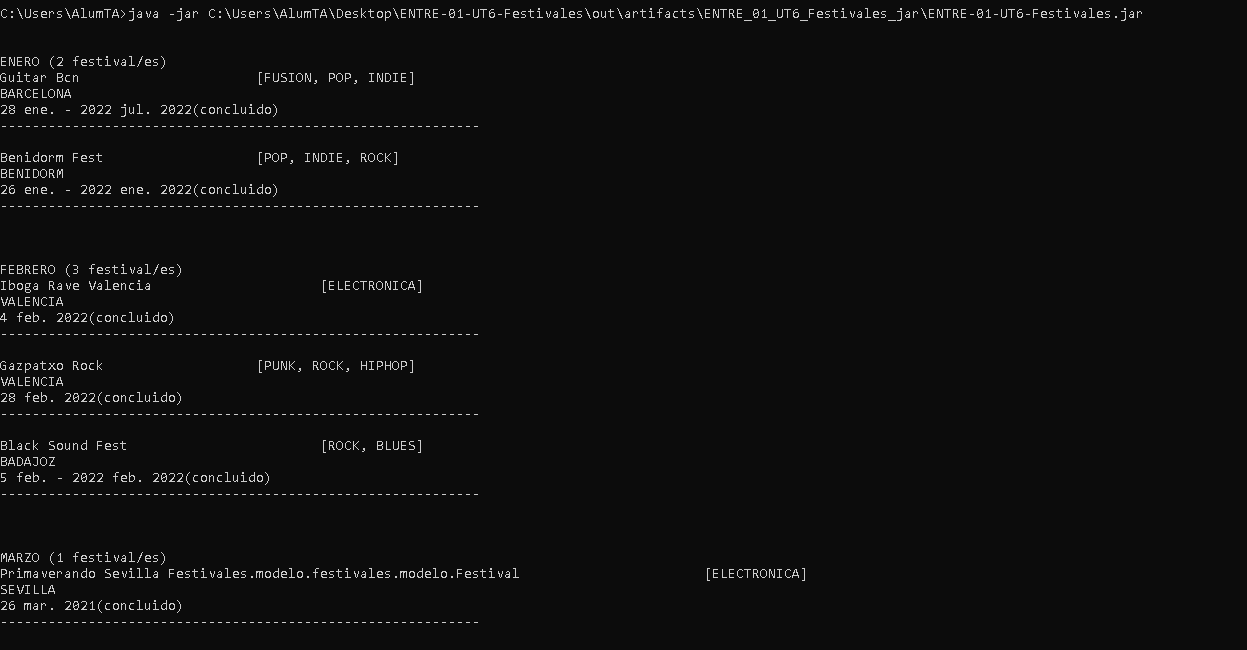 C:\Users\AlumTA>java -jar C:\Users\AlumTA\Desktop\ENTRE-01-UT6-Festivales\out\artifacts\ENTRE_01_UT6_Festivales_jar\ENTRE-01-UT6-Festivales.jar
ENERO (2 festival/es)
Guitar Bcn [FUSION, POP, INDIE]
BARCELONA
28 ene. - 2022 jul. 2022(concluido)
------------------------------------------------------------
Benidorm Fest [POP, INDIE, ROCK]
BENIDORM
26 ene. - 2022 ene. 2022(concluido)
------------------------------------------------------------
FEBRERO (3 festival/es)
Iboga Rave Valencia [ELECTRONICA]
VALENCIA
4 feb. 2022(concluido)
------------------------------------------------------------
Gazpatxo Rock [PUNK, ROCK, HIPHOP]
VALENCIA
28 feb. 2022(concluido)
------------------------------------------------------------
Black Sound Fest [ROCK, BLUES]
BADAJOZ
5 feb. - 2022 feb. 2022(concluido)
------------------------------------------------------------
MARZO (1 festival/es)
Primaverando Sevilla Festivales.modelo.festivales.modelo.Festival [ELECTRONICA]
SEVILLA
26 mar. 2021(concluido)
------------------------------------------------------------